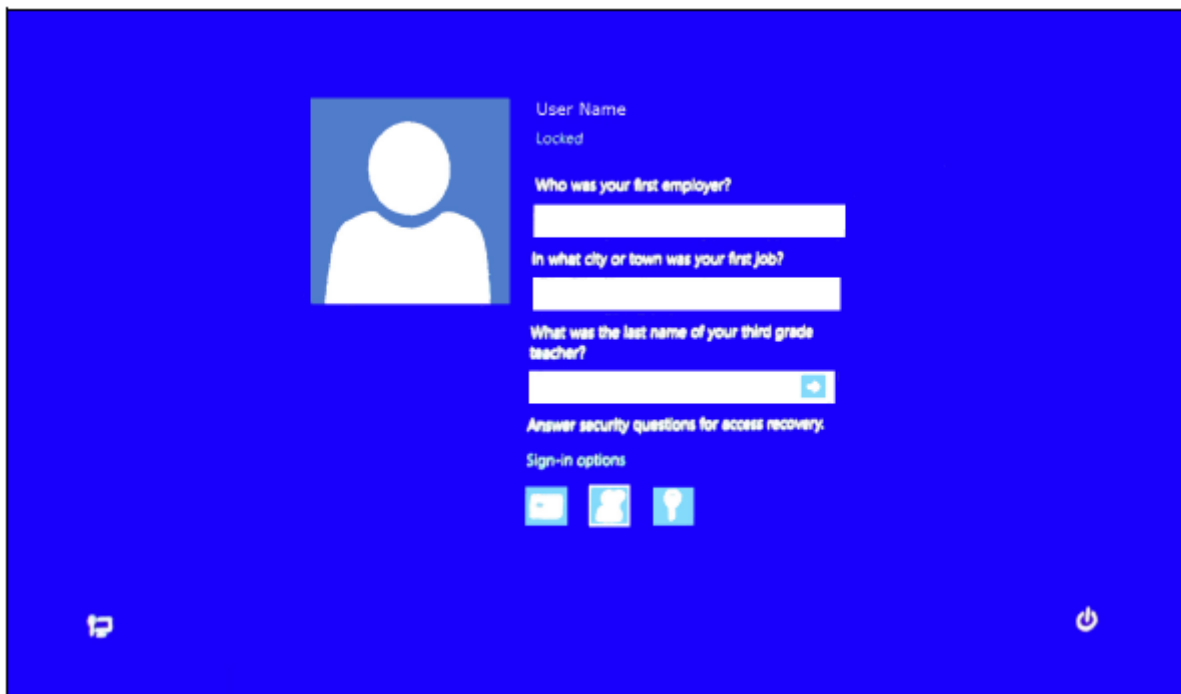 User Name
Locked
Who was your first employer?
In what city or town was your first job?
What was the last name of your third grade
teacher?
Answer security questions for access recovery.
Sign-in options